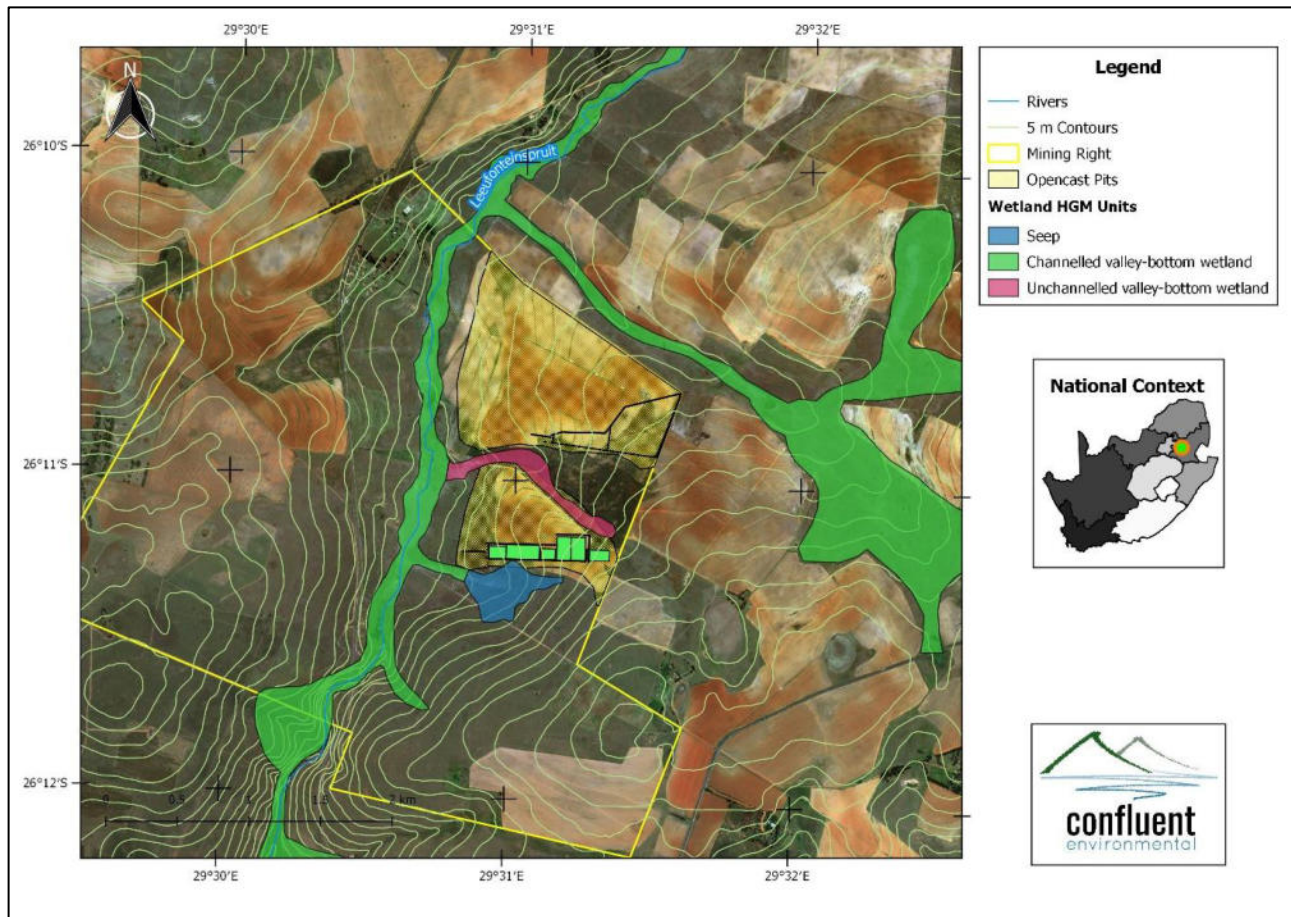 29°30'E 29°31'E 29°32'E
N
26°10'S
Leeufonteinspruit
26°11'S
26°12'S
0 0.5 1 1.5 2 km
29°30'E 29°31'E 29°32'E
Legend
Rivers
5 m Contours
Mining Right
Opencast Pits
Wetland HGM Units
Seep
Channelled valley-bottom wetland
Unchannelled valley-bottom wetland
National Context
confluent
environmental